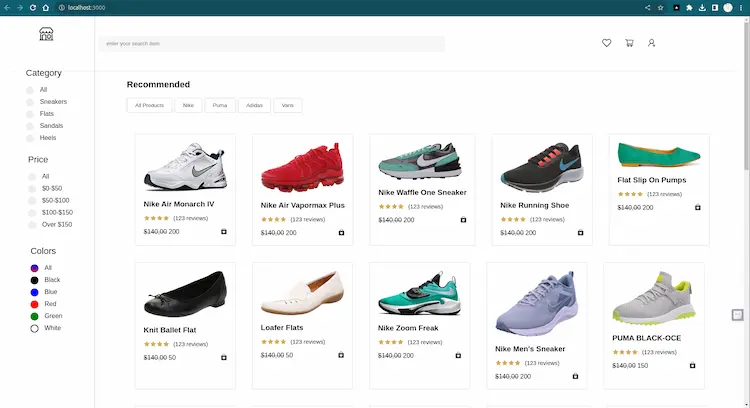 localhost:3000
enter your search item
Category
All
Sneakers
Flats
Sandals
Heels
Price
All
$0-$50
$50-$100
$100-$150
Over $150
Colors
All
Black
Blue
Red
Green
White
Recommended
All Products Nike Puma Adidas Vans
Nike Air Monarch IV
(123 reviews)
$140,00 200
Nike Air Vapormax Plus
(123 reviews)
$140,00 200
Nike Waffle One Sneaker
(123 reviews)
$140,00 200
Nike Running Shoe
(123 reviews)
$140,00 200
Flat Slip On Pumps
(123 reviews)
$140,00 200
Knit Ballet Flat
(123 reviews)
$140,00 50
Loafer Flats
(123 reviews)
$140,00 50
Nike Zoom Freak
(123 reviews)
$140,00 200
Nike Men's Sneaker
(123 reviews)
$140,00 200
PUMA BLACK-OCE
(123 reviews)
$140,00 150